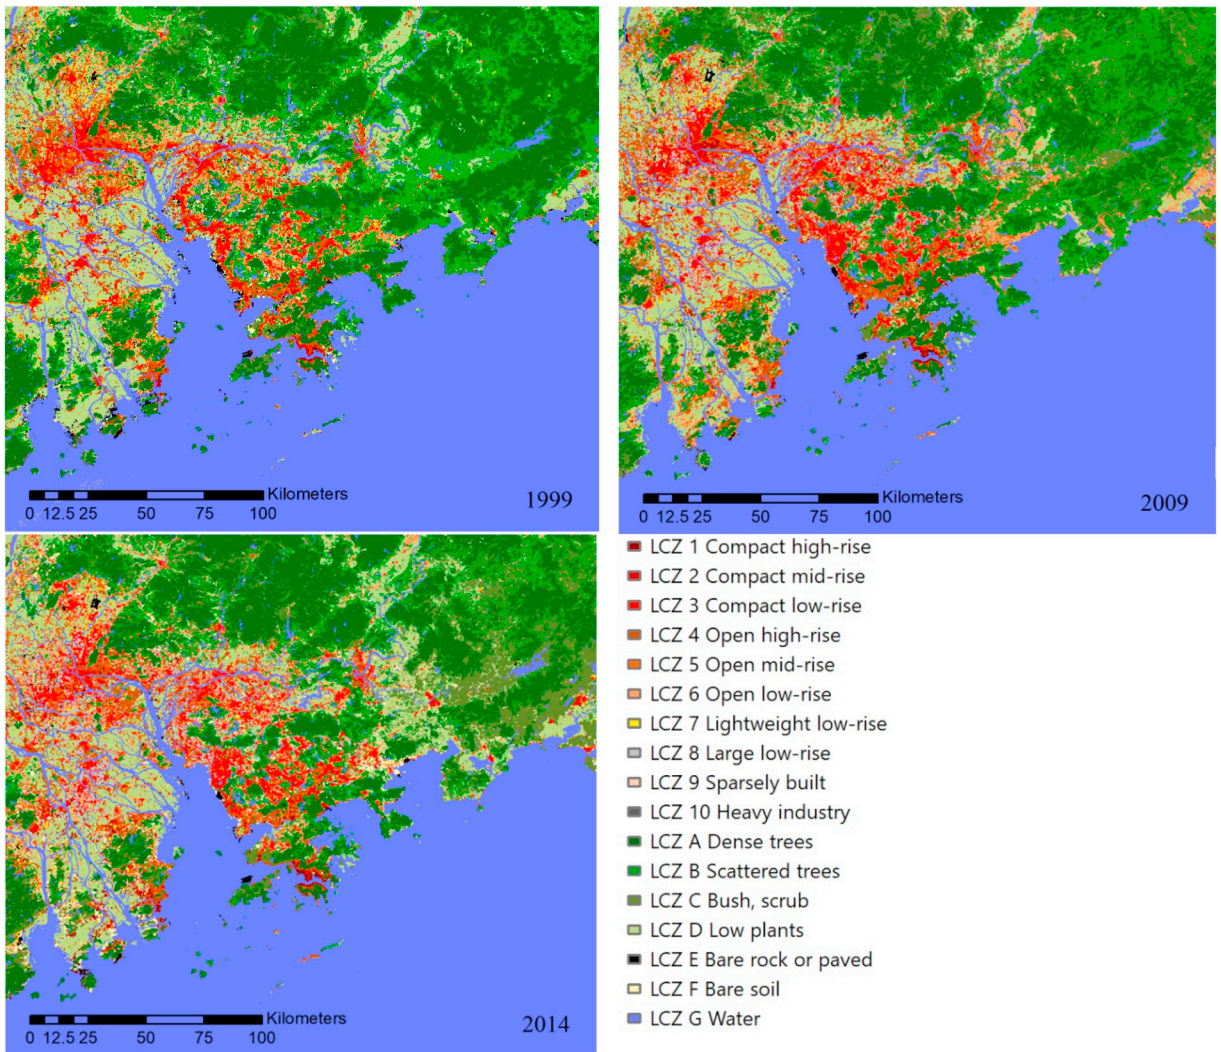 Kilometers
0 12.5 25 50 75 100
1999
Kilometers
0 12.5 25 50 75 100
2009
Kilometers
0 12.5 25 50 75 100
2014
LCZ 1 Compact high-rise
LCZ 2 Compact mid-rise
LCZ 3 Compact low-rise
LCZ 4 Open high-rise
LCZ 5 Open mid-rise
LCZ 6 Open low-rise
LCZ 7 Lightweight low-rise
LCZ 8 Large low-rise
LCZ 9 Sparsely built
LCZ 10 Heavy industry
LCZ A Dense trees
LCZ B Scattered trees
LCZ C Bush, scrub
LCZ D Low plants
LCZ E Bare rock or paved
LCZ F Bare soil
LCZ G Water